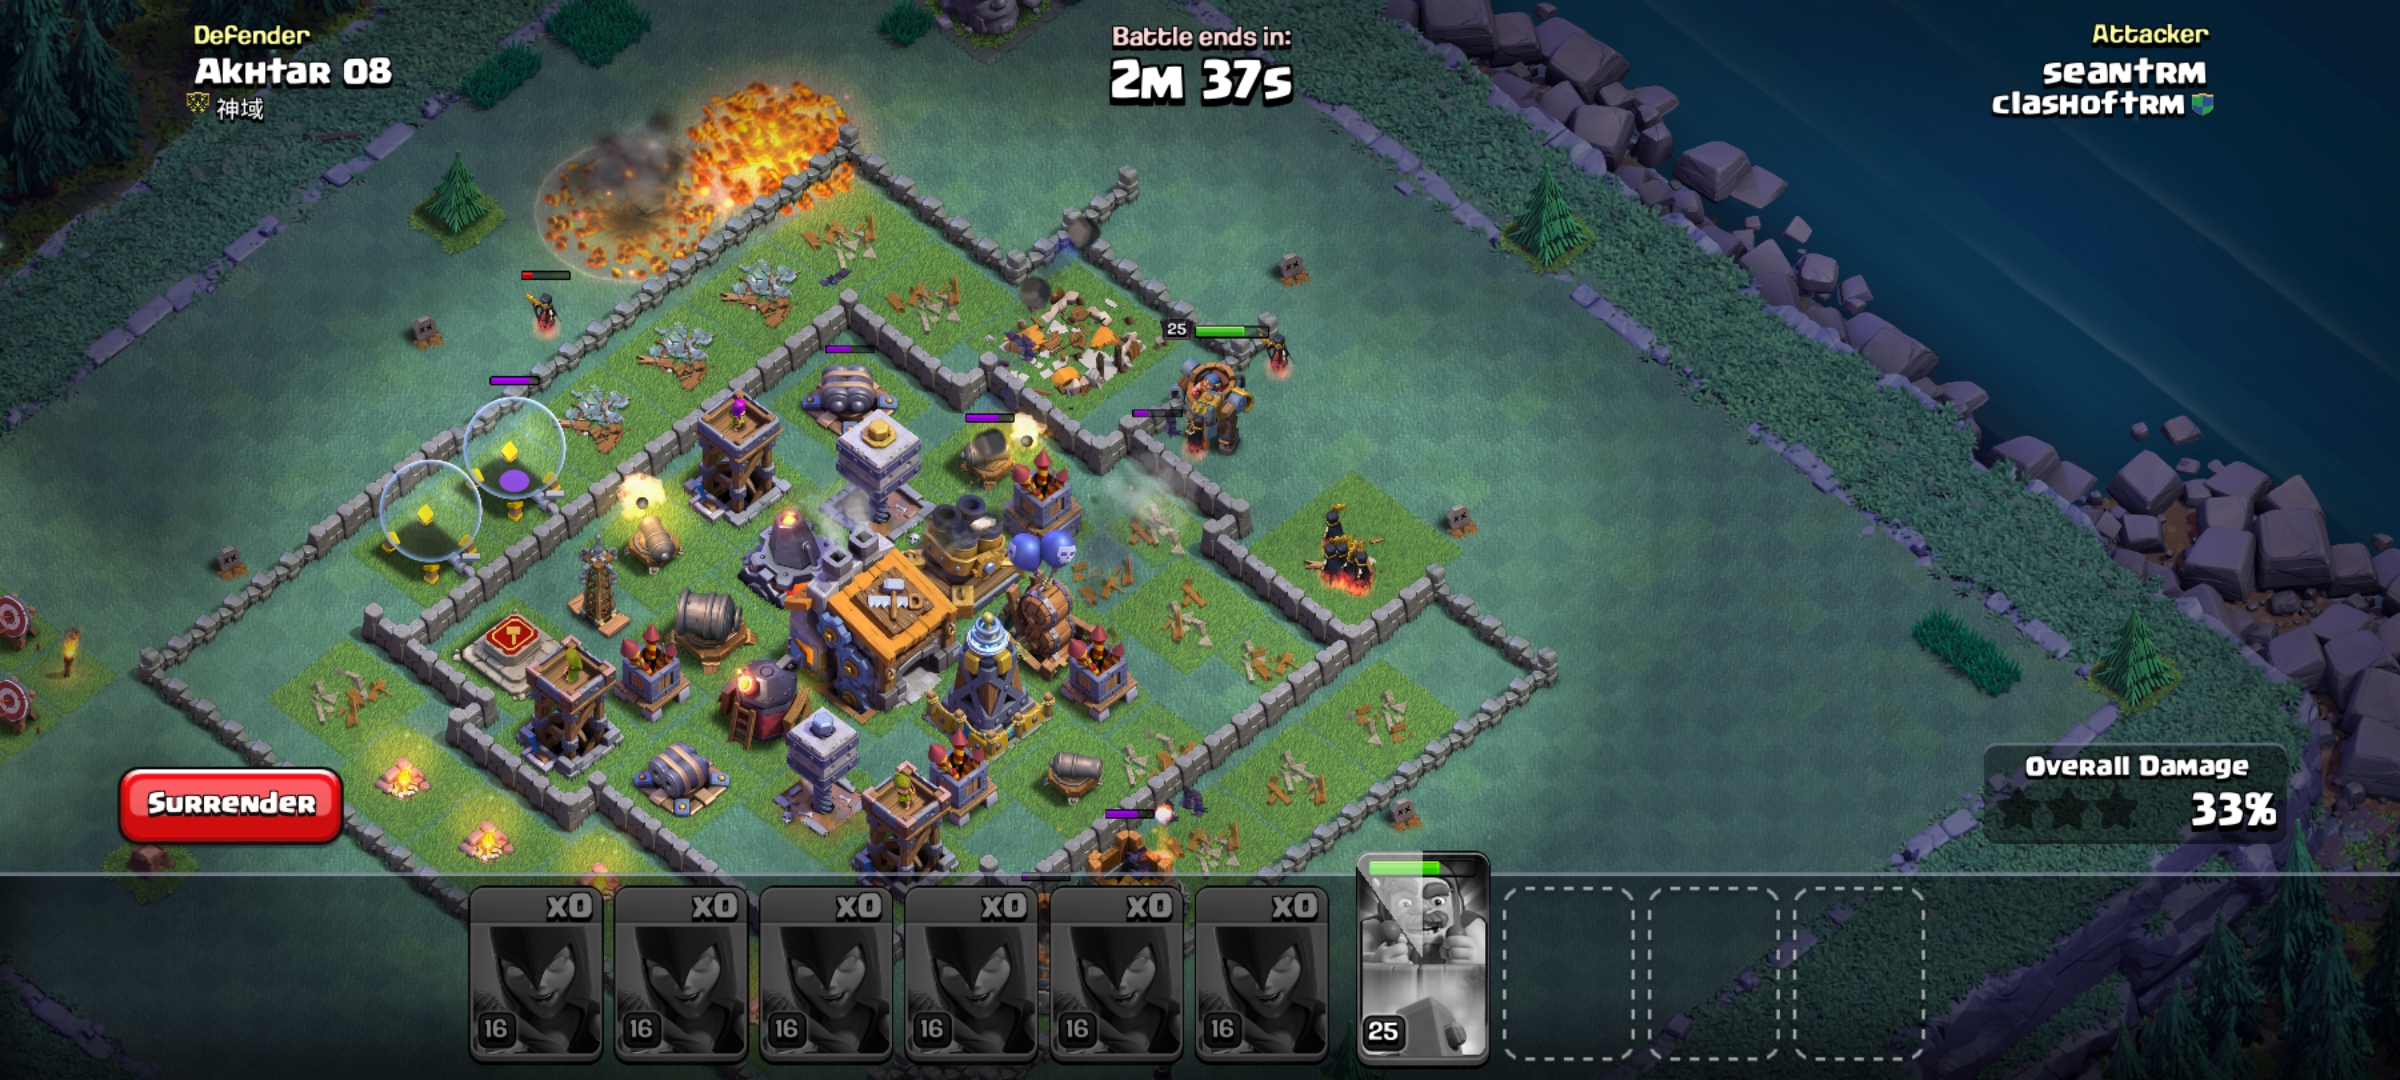 Defender
Akhtar 08
神域
Battle ends in:
2m 37s
Attacker
seantrm
clashoftrm
25
Surrender
Overall Damage
33%
x0
x0
x0
x0
x0
x0
16
16
16
16
16
16
25